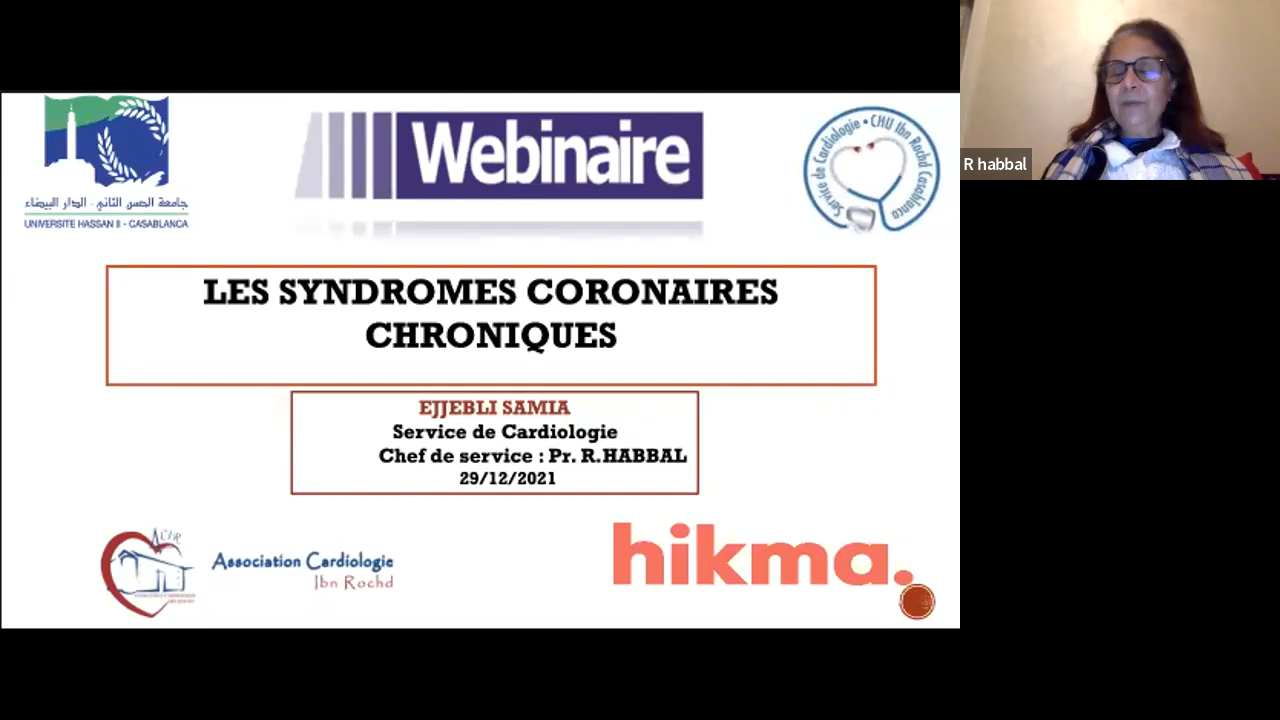 جامعة الحسن الثاني - الدار البيضاء
UNIVERSITE HASSAN II - CASABLANCA
Webinaire
Service de Cardiologie • CHU Ibn Rochd Casablanca
R habbal
LES SYNDROMES CORONAIRES
CHRONIQUES
EJJEBLI SAMIA
Service de Cardiologie
Chef de service : Pr. R.HABBAL
29/12/2021
Association Cardiologie
Ibn Rochd
hikma.